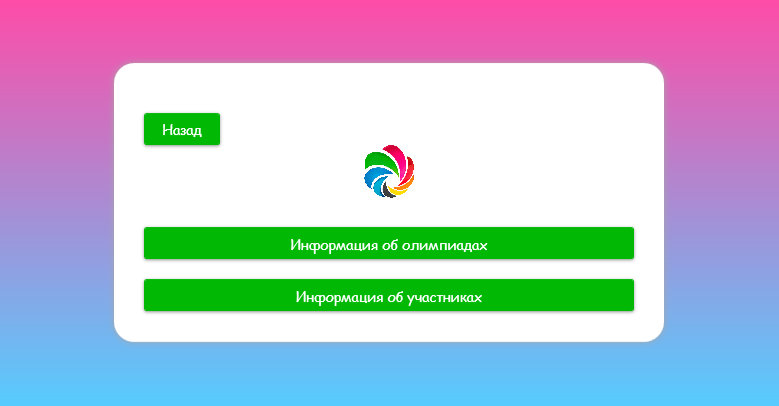 Назад
Информация об олимпиадах
Информация об участниках